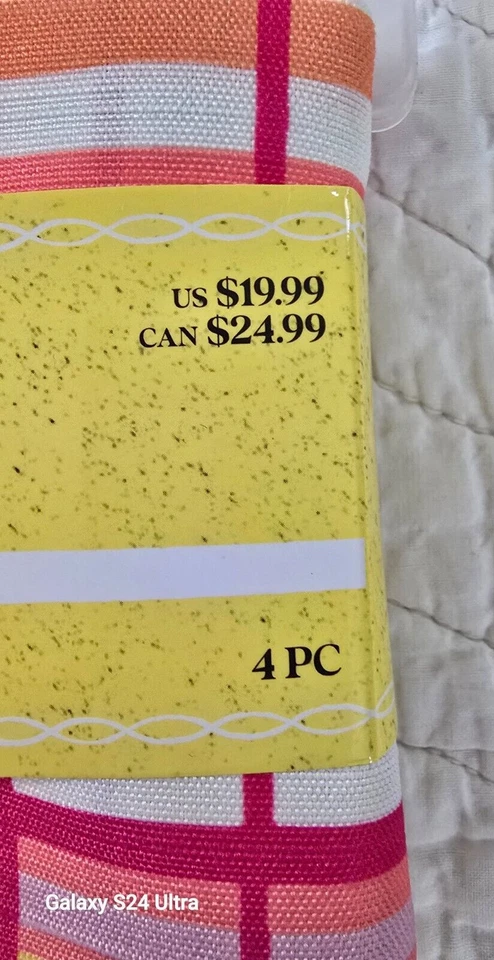 US $19.99
CAN $24.99
4 PC
Galaxy S24 Ultra